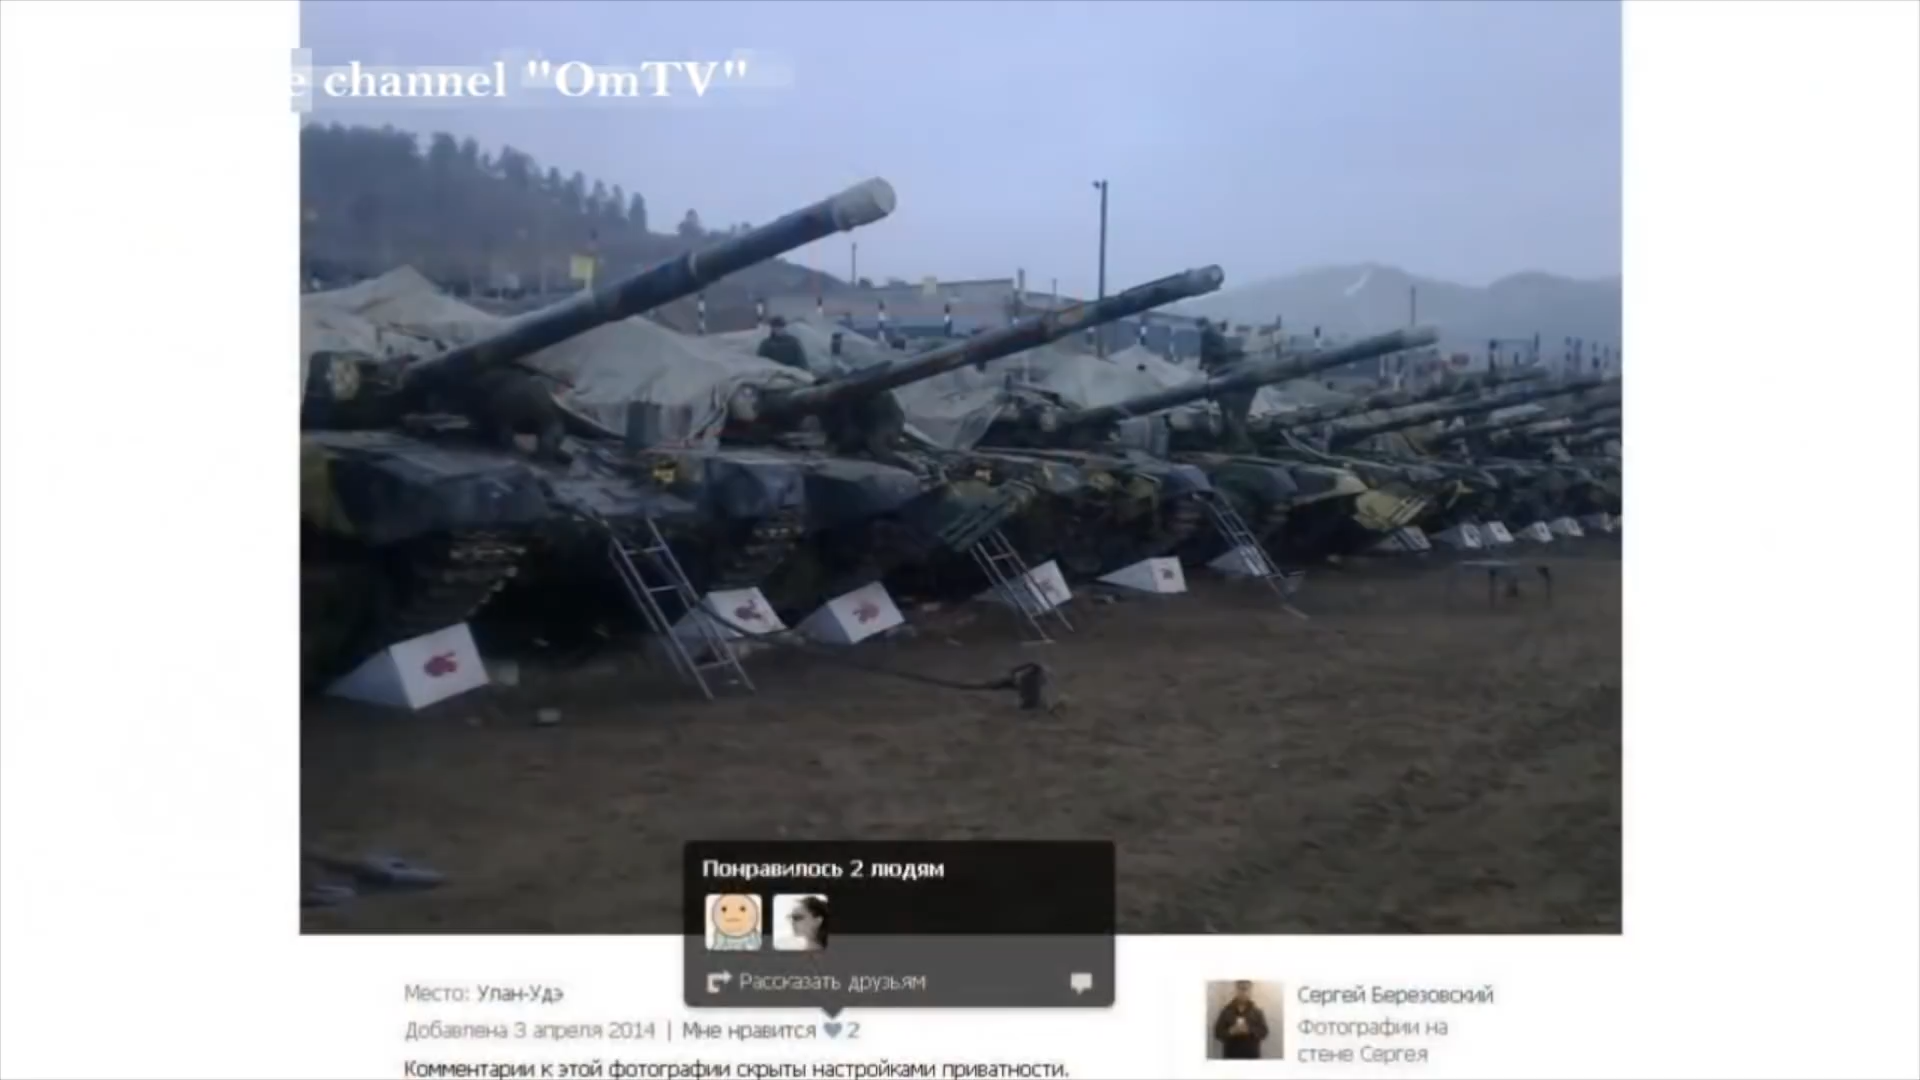 channel "OmTV"
Понравилось 2 людям
Рассказать друзьям
Место: Улан-Удэ
Добавлена 3 апреля 2014 | Мне нравится 2
Комментарии к этой фотографии скрыты настройками приватности.
Сергей Березовский
Фотографии на
стене Сергея